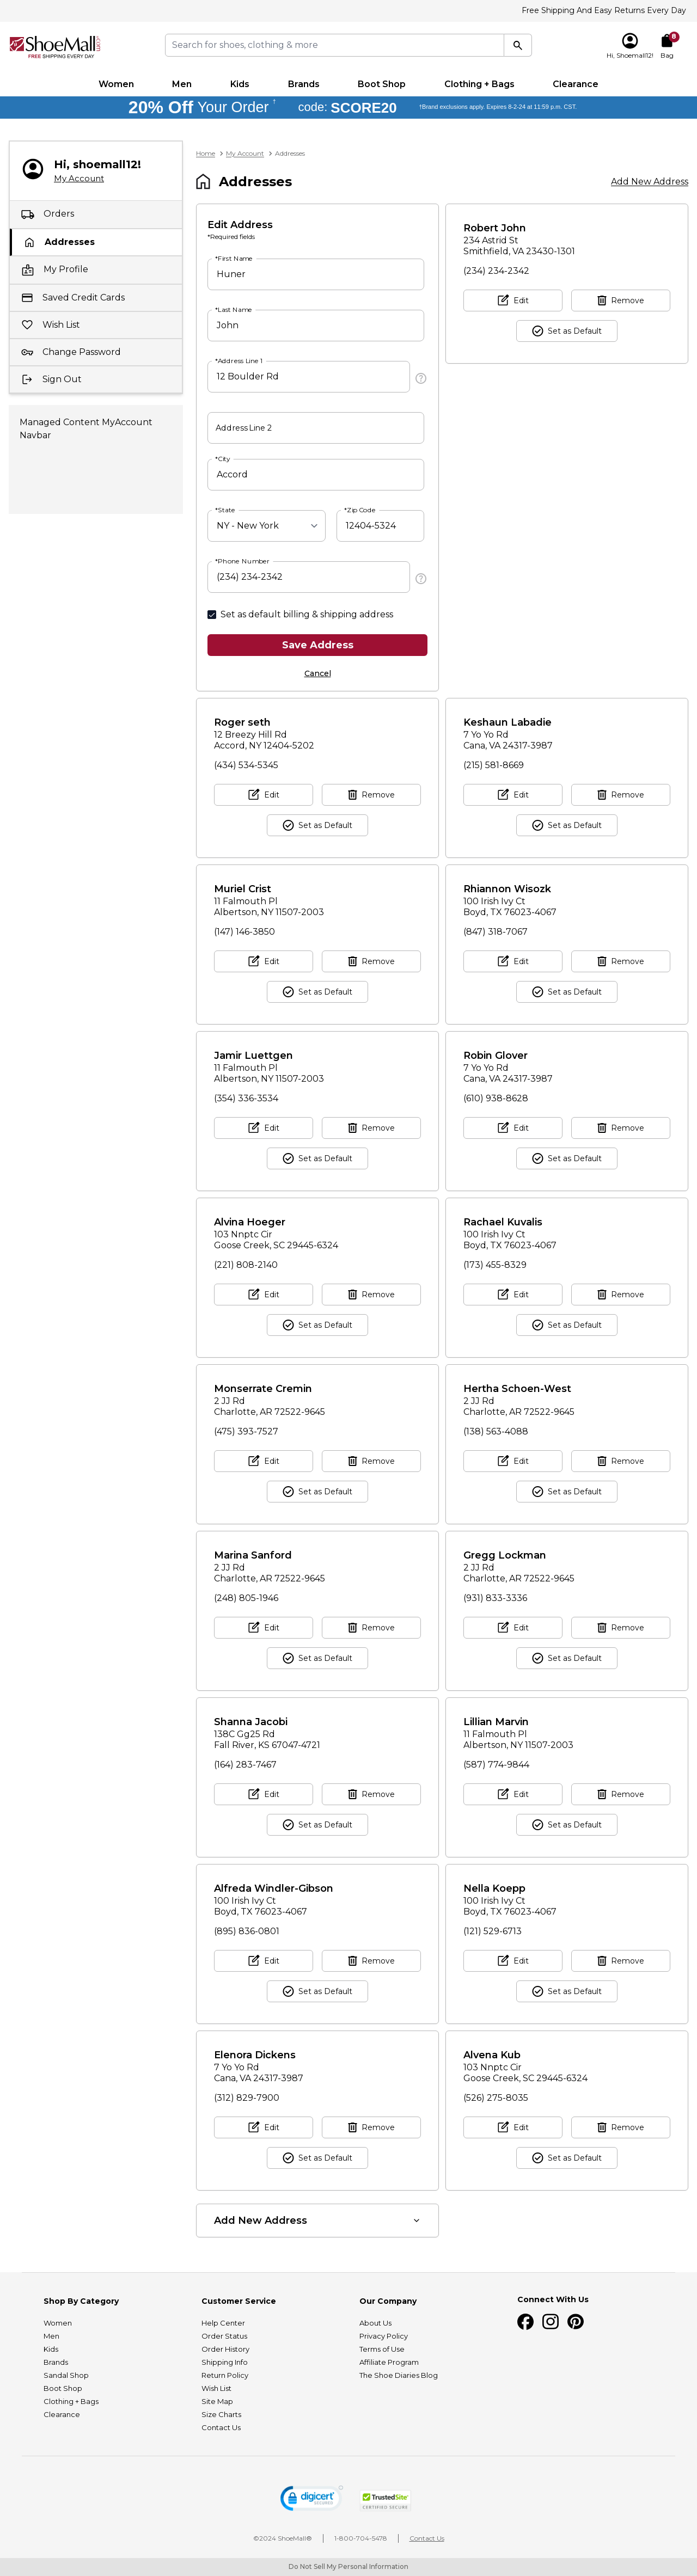 Free Shipping And Easy Returns Every Day
ShoeMall
FREE SHIPPING EVERY DAY
Search for shoes, clothing & more
Hi, Shoemall12!
8
Bag
Women Men Kids Brands Boot Shop Clothing + Bags Clearance
20% Off Your Order † code: SCORE20 †Brand exclusions apply. Expires 8-2-24 at 11:59 p.m. CST.
Hi, shoemall12!
My Account
Orders
Addresses
My Profile
Saved Credit Cards
Wish List
Change Password
Sign Out
Managed Content MyAccount
Navbar
Home > My Account > Addresses
Addresses
Add New Address
Edit Address
*Required fields
*First Name
Huner
*Last Name
John
*Address Line 1
12 Boulder Rd
Address Line 2
*City
Accord
*State
NY - New York
*Zip Code
12404-5324
*Phone Number
(234) 234-2342
Set as default billing & shipping address
Save Address
Cancel
Robert John
234 Astrid St
Smithfield, VA 23430-1301
(234) 234-2342
Edit Remove
Set as Default
Roger seth
12 Breezy Hill Rd
Accord, NY 12404-5202
(434) 534-5345
Edit Remove
Set as Default
Keshaun Labadie
7 Yo Yo Rd
Cana, VA 24317-3987
(215) 581-8669
Edit Remove
Set as Default
Muriel Crist
11 Falmouth Pl
Albertson, NY 11507-2003
(147) 146-3850
Edit Remove
Set as Default
Rhiannon Wisozk
100 Irish Ivy Ct
Boyd, TX 76023-4067
(847) 318-7067
Edit Remove
Set as Default
Jamir Luettgen
11 Falmouth Pl
Albertson, NY 11507-2003
(354) 336-3534
Edit Remove
Set as Default
Robin Glover
7 Yo Yo Rd
Cana, VA 24317-3987
(610) 938-8628
Edit Remove
Set as Default
Alvina Hoeger
103 Nnptc Cir
Goose Creek, SC 29445-6324
(221) 808-2140
Edit Remove
Set as Default
Rachael Kuvalis
100 Irish Ivy Ct
Boyd, TX 76023-4067
(173) 455-8329
Edit Remove
Set as Default
Monserrate Cremin
2 JJ Rd
Charlotte, AR 72522-9645
(475) 393-7527
Edit Remove
Set as Default
Hertha Schoen-West
2 JJ Rd
Charlotte, AR 72522-9645
(138) 563-4088
Edit Remove
Set as Default
Marina Sanford
2 JJ Rd
Charlotte, AR 72522-9645
(248) 805-1946
Edit Remove
Set as Default
Gregg Lockman
2 JJ Rd
Charlotte, AR 72522-9645
(931) 833-3336
Edit Remove
Set as Default
Shanna Jacobi
138C Gg25 Rd
Fall River, KS 67047-4721
(164) 283-7467
Edit Remove
Set as Default
Lillian Marvin
11 Falmouth Pl
Albertson, NY 11507-2003
(587) 774-9844
Edit Remove
Set as Default
Alfreda Windler-Gibson
100 Irish Ivy Ct
Boyd, TX 76023-4067
(895) 836-0801
Edit Remove
Set as Default
Nella Koepp
100 Irish Ivy Ct
Boyd, TX 76023-4067
(121) 529-6713
Edit Remove
Set as Default
Elenora Dickens
7 Yo Yo Rd
Cana, VA 24317-3987
(312) 829-7900
Edit Remove
Set as Default
Alvena Kub
103 Nnptc Cir
Goose Creek, SC 29445-6324
(526) 275-8035
Edit Remove
Set as Default
Add New Address
Shop By Category
Women
Men
Kids
Brands
Sandal Shop
Boot Shop
Clothing + Bags
Clearance
Customer Service
Help Center
Order Status
Order History
Shipping Info
Return Policy
Wish List
Site Map
Size Charts
Contact Us
Our Company
About Us
Privacy Policy
Terms of Use
Affiliate Program
The Shoe Diaries Blog
Connect With Us
digicert
SECURED
TrustedSite
CERTIFIED SECURE
©2024 ShoeMall® | 1-800-704-5478 | Contact Us
Do Not Sell My Personal Information